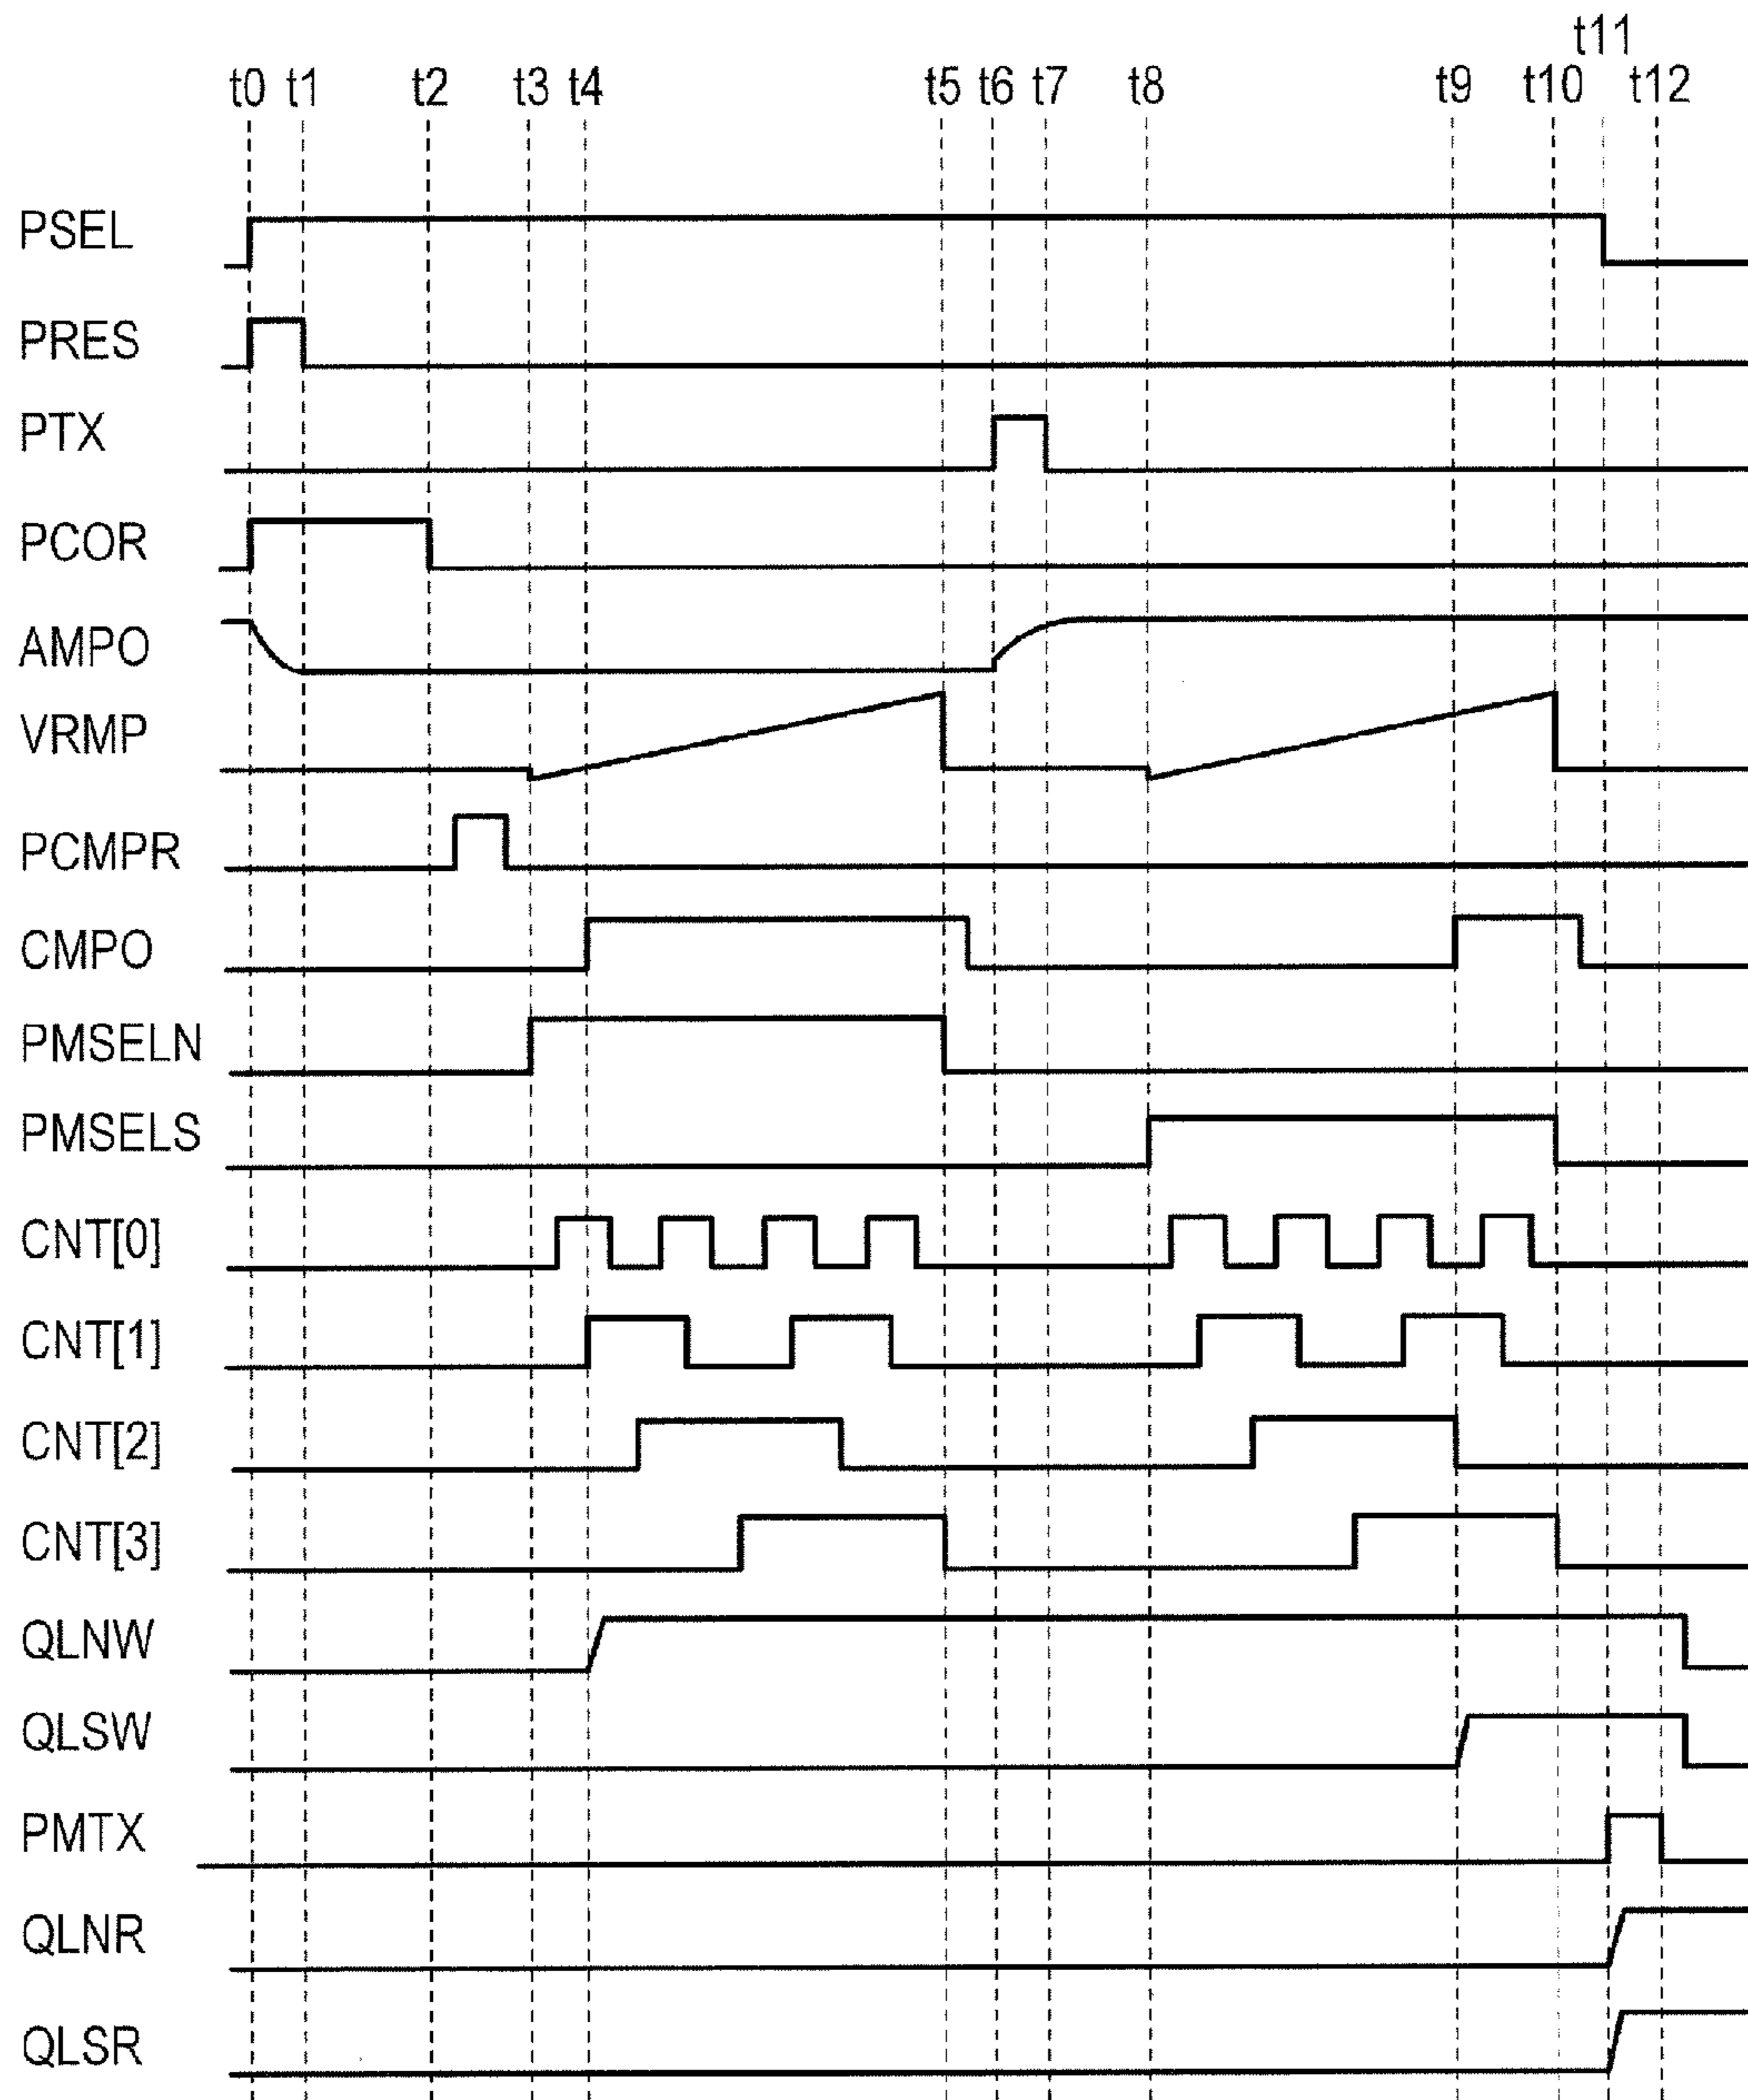 t11
t0 t1 t2 t3 t4 t5 t6 t7 t8 t9 t10 t12
PSEL
PRES
PTX
PCOR
AMPO
VRMP
PCMPR
CMPO
PMSELN
PMSELS
CNT[0]
CNT[1]
CNT[2]
CNT[3]
QLNW
QLSW
PMTX
QLNR
QLSR